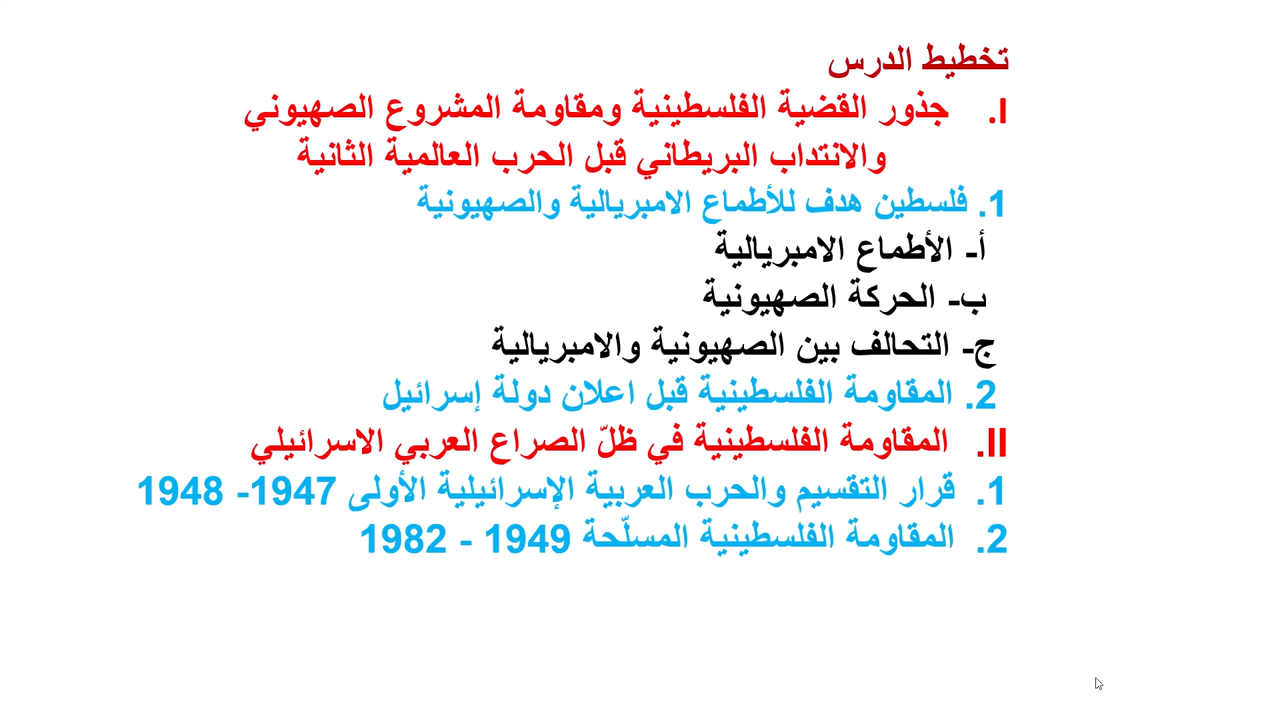 تخطيط الدرس
I. جذور القضية الفلسطينية ومقاومة المشروع الصهيوني
والانتداب البريطاني قبل الحرب العالمية الثانية
1. فلسطين هدف للأطماع الامبريالية والصهيونية
أ- الأطماع الامبريالية
ب- الحركة الصهيونية
ج- التحالف بين الصهيونية والامبريالية
2. المقاومة الفلسطينية قبل اعلان دولة إسرائيل
II. المقاومة الفلسطينية في ظلّ الصراع العربي الاسرائيلي
1. قرار التقسيم والحرب العربية الإسرائيلية الأولى 1947- 1948
2. المقاومة الفلسطينية المسلّحة 1949 - 1982